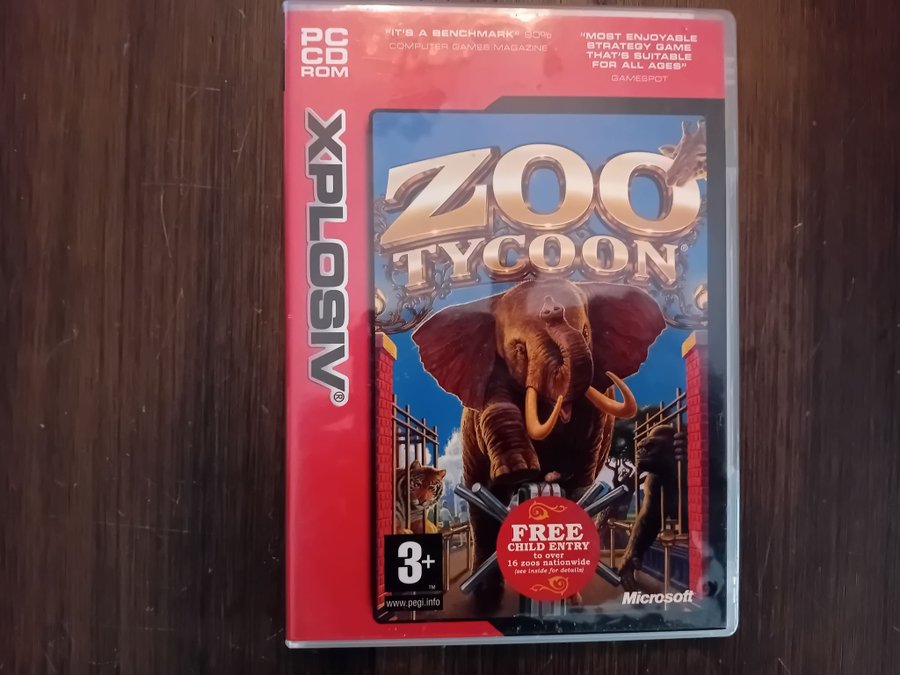 PC
CD
ROM
"IT'S A BENCHMARK" 90%
COMPUTER GAMES MAGAZINE
"MOST ENJOYABLE
STRATEGY GAME
THAT'S SUITABLE
FOR ALL AGES"
GAMESPOT
XPLOSIV®
ZOO
TYCOON®
FREE
CHILD ENTRY
to over
16 zoos nationwide
(see inside for details)
3+
TM
www.pegi.info
Microsoft